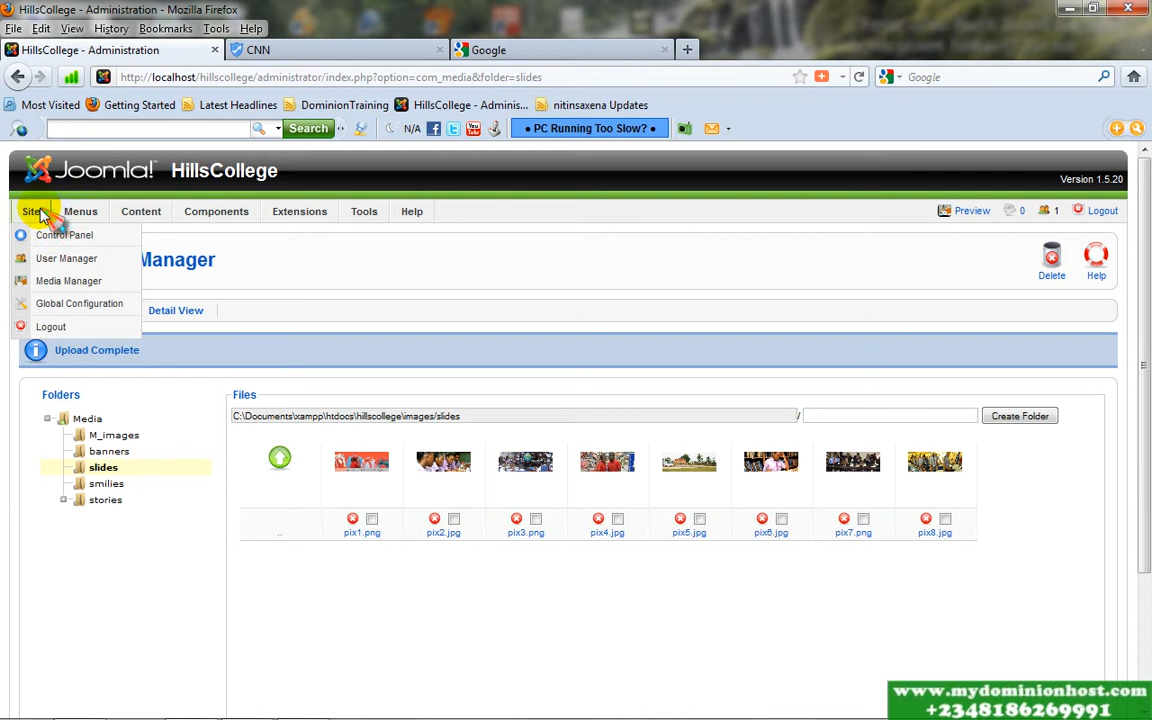 HillsCollege - Administration - Mozilla Firefox
File Edit View History Bookmarks Tools Help
HillsCollege - Administration
CNN
Google
http://localhost/hillscollege/administrator/index.php?option=com_media&folder=slides
Google
Most Visited Getting Started Latest Headlines DominionTraining HillsCollege - Adminis... nitinsaxena Updates
Search N/A • PC Running Too Slow? •
Joomla! HillsCollege
Version 1.5.20
Site Menus Content Components Extensions Tools Help
Preview 0 1 Logout
Control Panel
User Manager
Media Manager
Global Configuration
Logout
Manager
Delete Help
Detail View
Upload Complete
Folders
Media
M_images
banners
slides
smilies
stories
Files
C:\Documents\xampp\htdocs\hillscollege\images/slides / Create Folder
.. pix1.png pix2.jpg pix3.png pix4.jpg pix5.jpg pix6.jpg pix7.png pix8.jpg
www.mydominionhost.com
+2348186269991